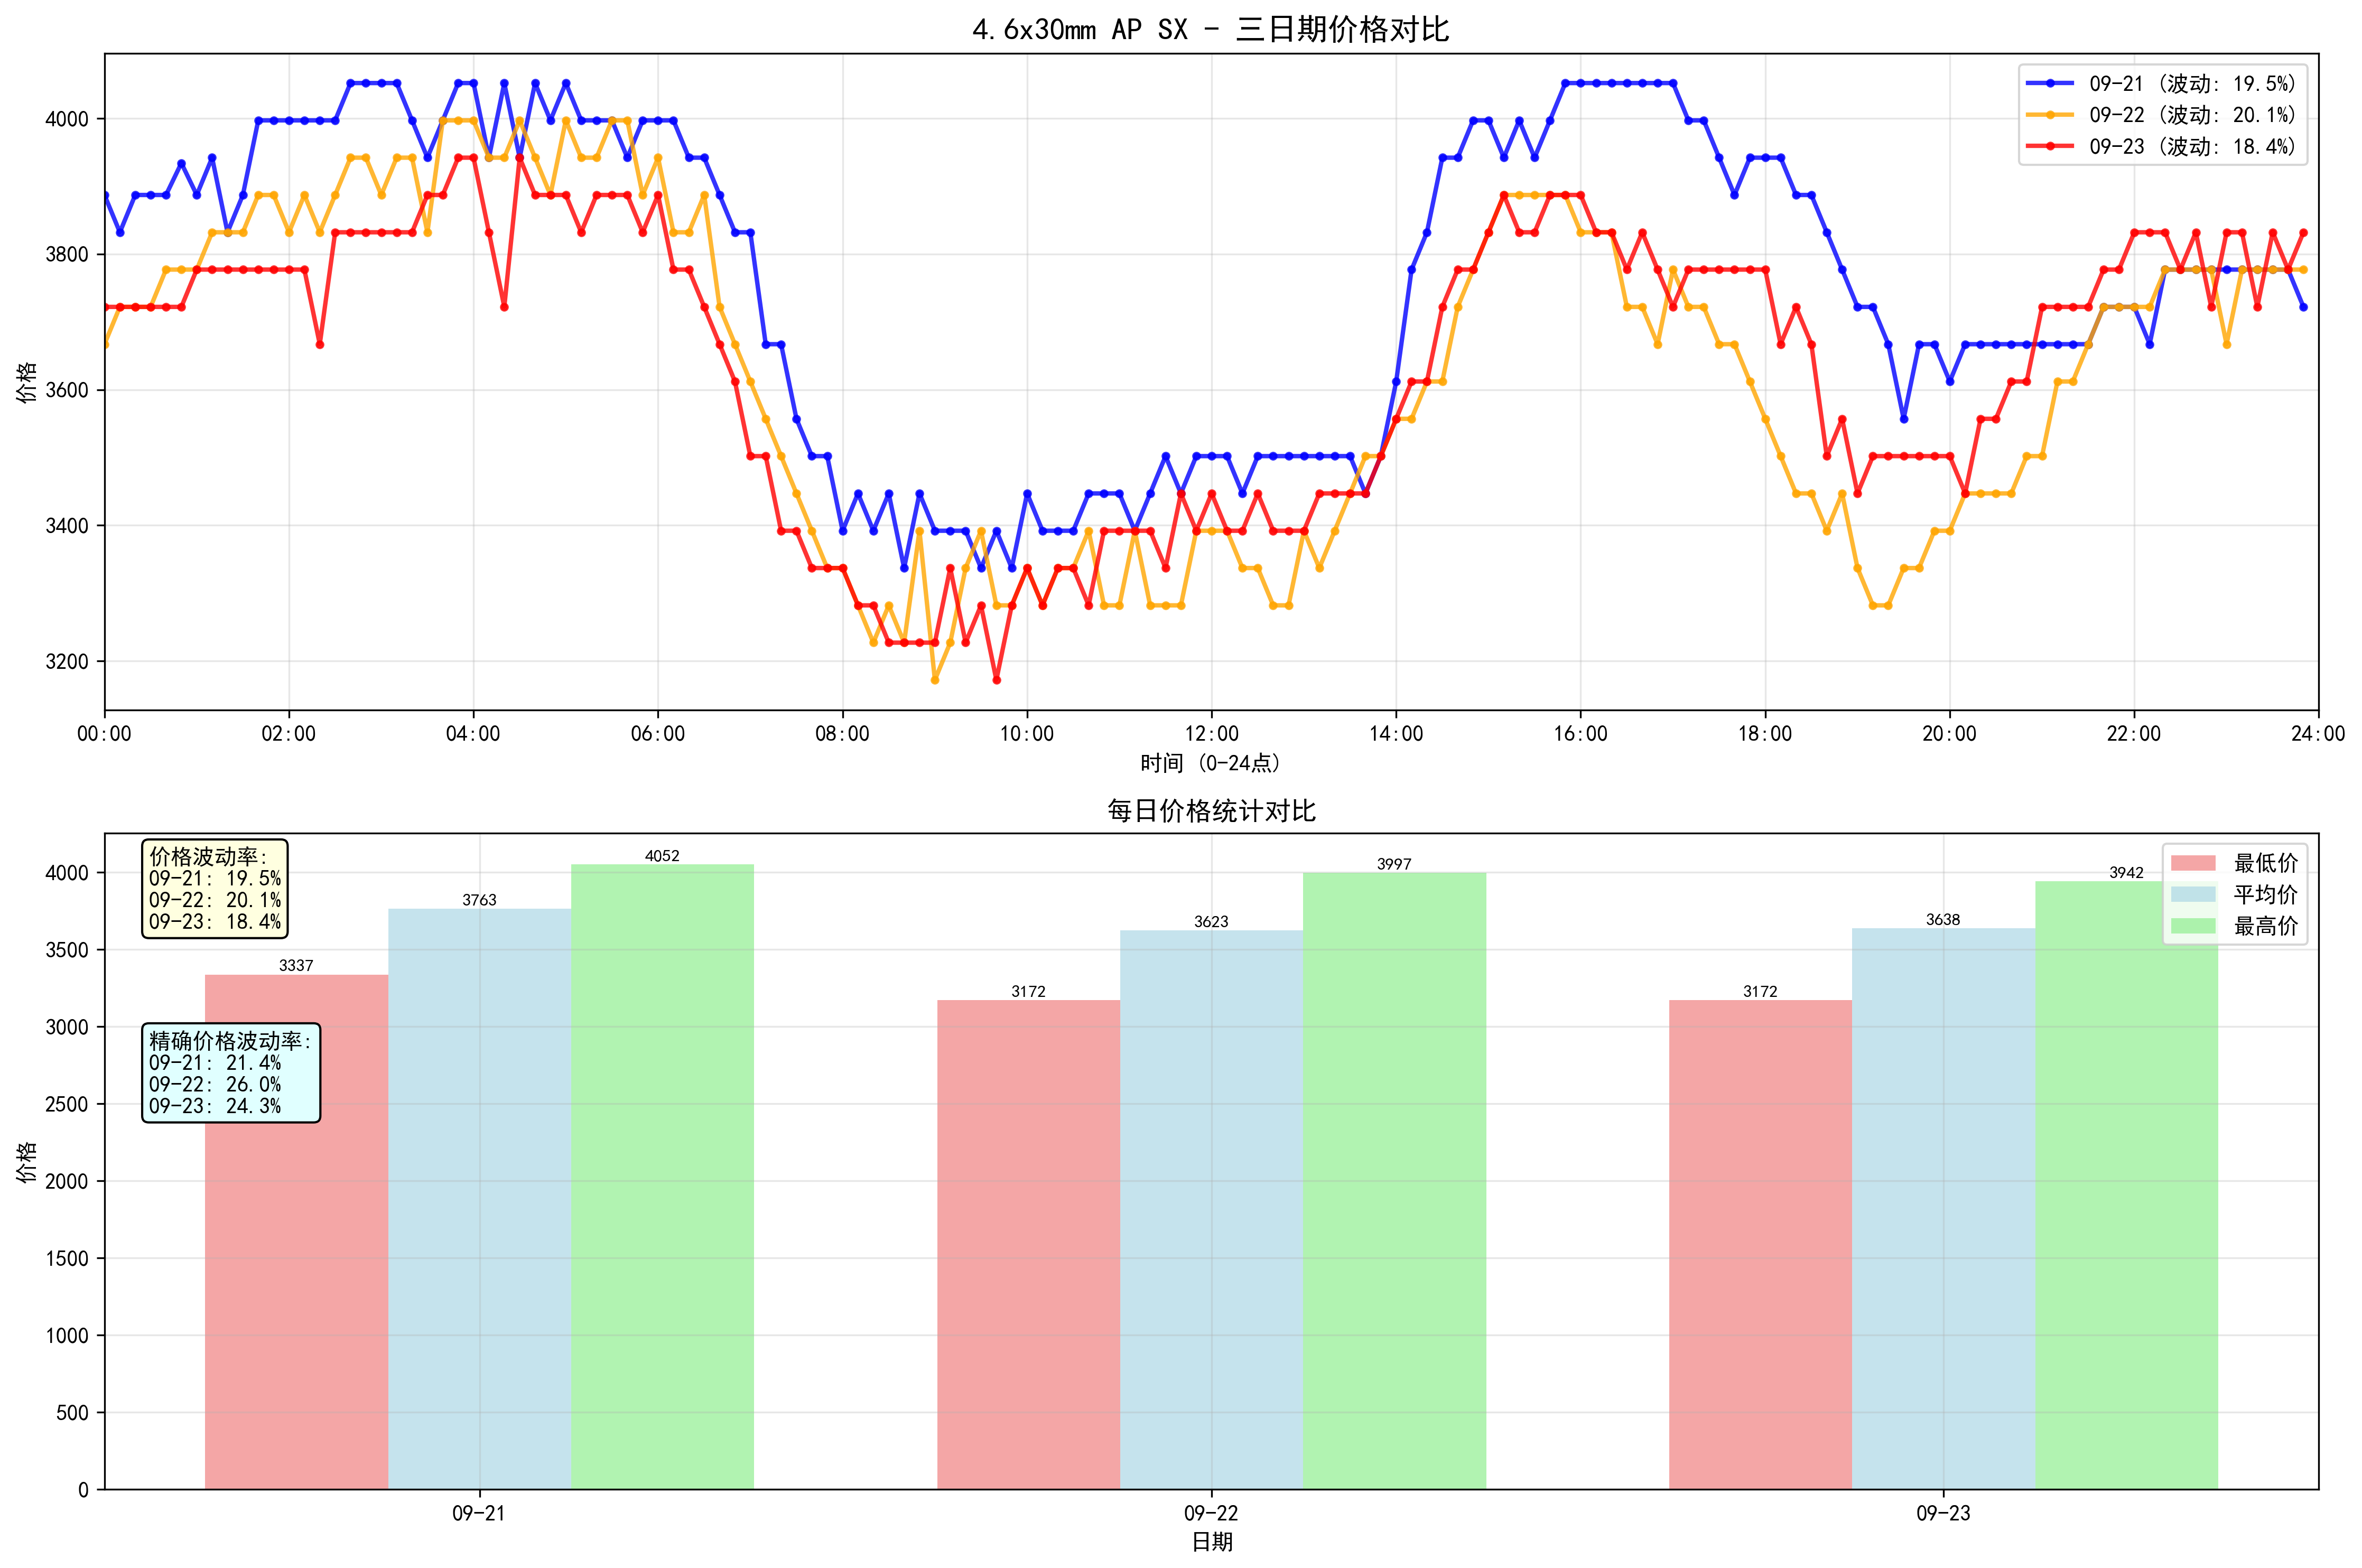 4.6x30mm AP SX - 三日期价格对比
09-21 (波动: 19.5%)
09-22 (波动: 20.1%)
09-23 (波动: 18.4%)
4000
3800
3600
3400
3200
价格
00:00 02:00 04:00 06:00 08:00 10:00 12:00 14:00 16:00 18:00 20:00 22:00 24:00
时间 (0-24点)
每日价格统计对比
价格波动率:
09-21: 19.5%
09-22: 20.1%
09-23: 18.4%
精确价格波动率:
09-21: 21.4%
09-22: 26.0%
09-23: 24.3%
最低价
平均价
最高价
3337 3763 4052
3172 3623 3997
3172 3638 3942
4000
3500
3000
2500
2000
1500
1000
500
0
价格
09-21 09-22 09-23
日期